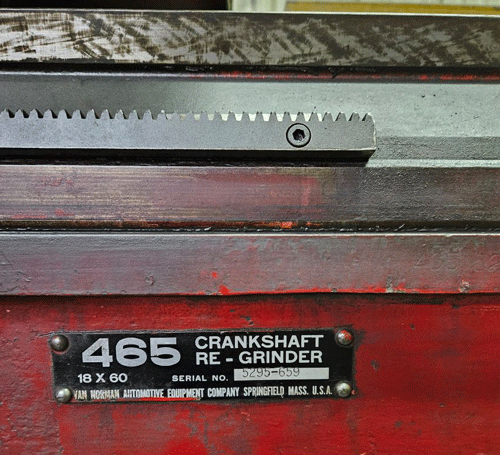 465 CRANKSHAFT
RE - GRINDER
18 X 60 SERIAL NO. 5295-659
VAN NORMAN AUTOMOTIVE EQUIPMENT COMPANY SPRINGFIELD MASS. U.S.A.